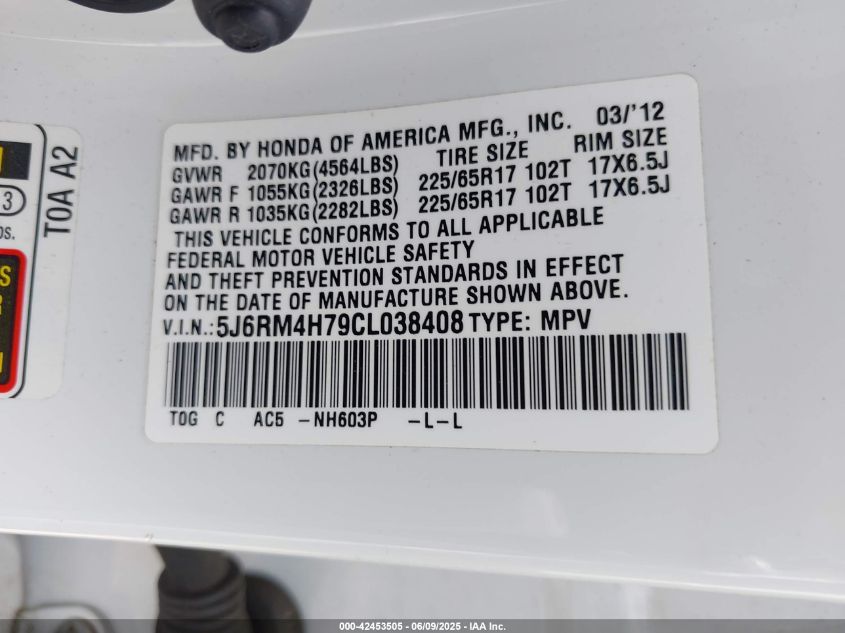 MFD. BY HONDA OF AMERICA MFG., INC. 03/'12
GVWR 2070KG(4564LBS) TIRE SIZE RIM SIZE
GAWR F 1055KG(2326LBS) 225/65R17 102T 17X6.5J
GAWR R 1035KG(2282LBS) 225/65R17 102T 17X6.5J
THIS VEHICLE CONFORMS TO ALL APPLICABLE
FEDERAL MOTOR VEHICLE SAFETY
AND THEFT PREVENTION STANDARDS IN EFFECT
ON THE DATE OF MANUFACTURE SHOWN ABOVE.
V.I.N.:5J6RM4H79CL038408 TYPE: MPV
T0G C AC5 -NH603P -L-L
T0A A2
3
000-42453505 | 06/09/2025 - IAA Inc.